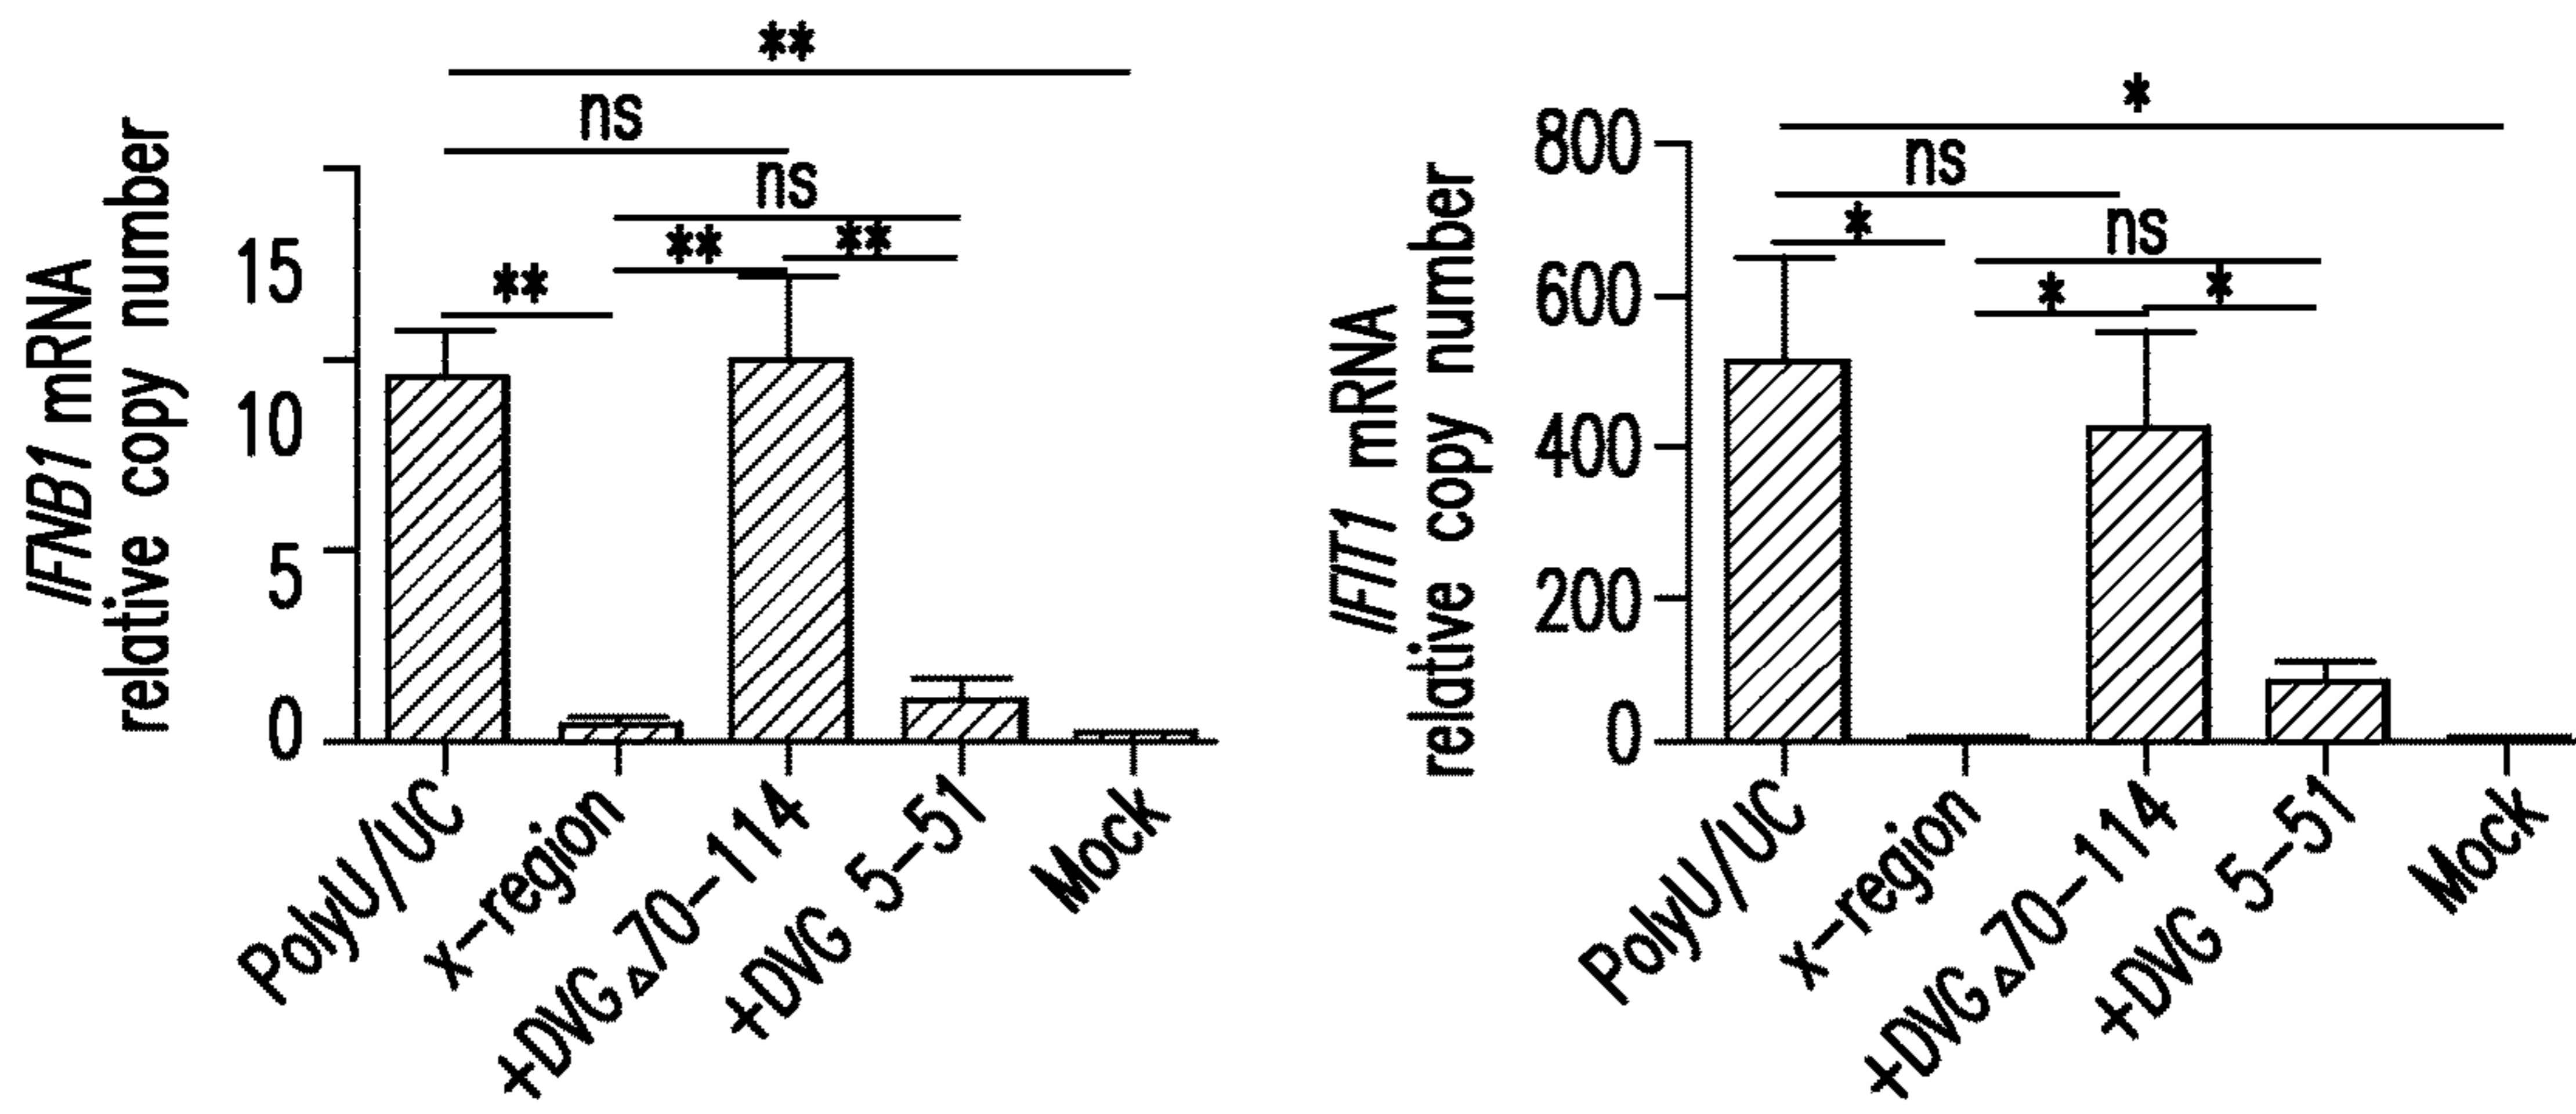 IFNB1 mRNA
relative copy number
**
ns
ns
**
**
**
15
10
5
0
PolyU/UC
x-region
+DVG△70-114
+DVG 5-51
Mock
IFIT1 mRNA
relative copy number
*
ns
*
ns
*
*
800
600
400
200
0
PolyU/UC
x-region
+DVG△70-114
+DVG 5-51
Mock